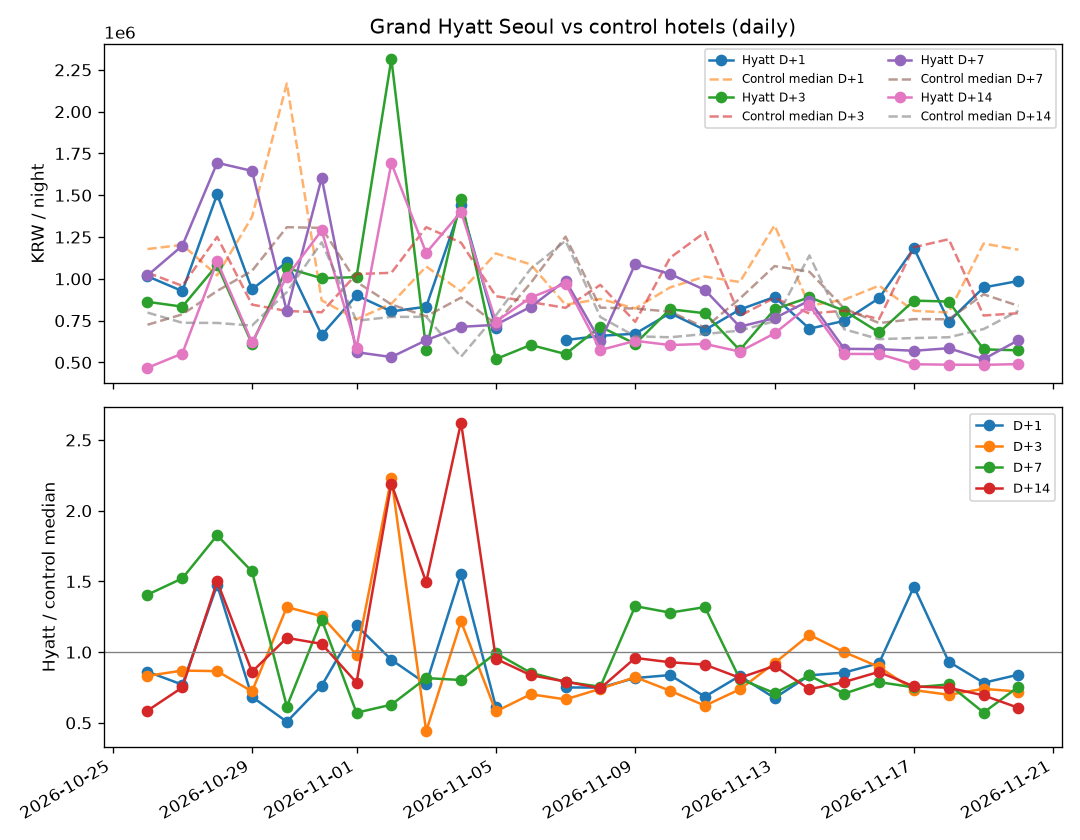 Grand Hyatt Seoul vs control hotels (daily)
1e6
Hyatt D+1
Control median D+1
Hyatt D+3
Control median D+3
Hyatt D+7
Control median D+7
Hyatt D+14
Control median D+14
KRW / night
2.25
2.00
1.75
1.50
1.25
1.00
0.75
0.50
D+1
D+3
D+7
D+14
Hyatt / control median
2.5
2.0
1.5
1.0
0.5
2026-10-25
2026-10-29
2026-11-01
2026-11-05
2026-11-09
2026-11-13
2026-11-17
2026-11-21